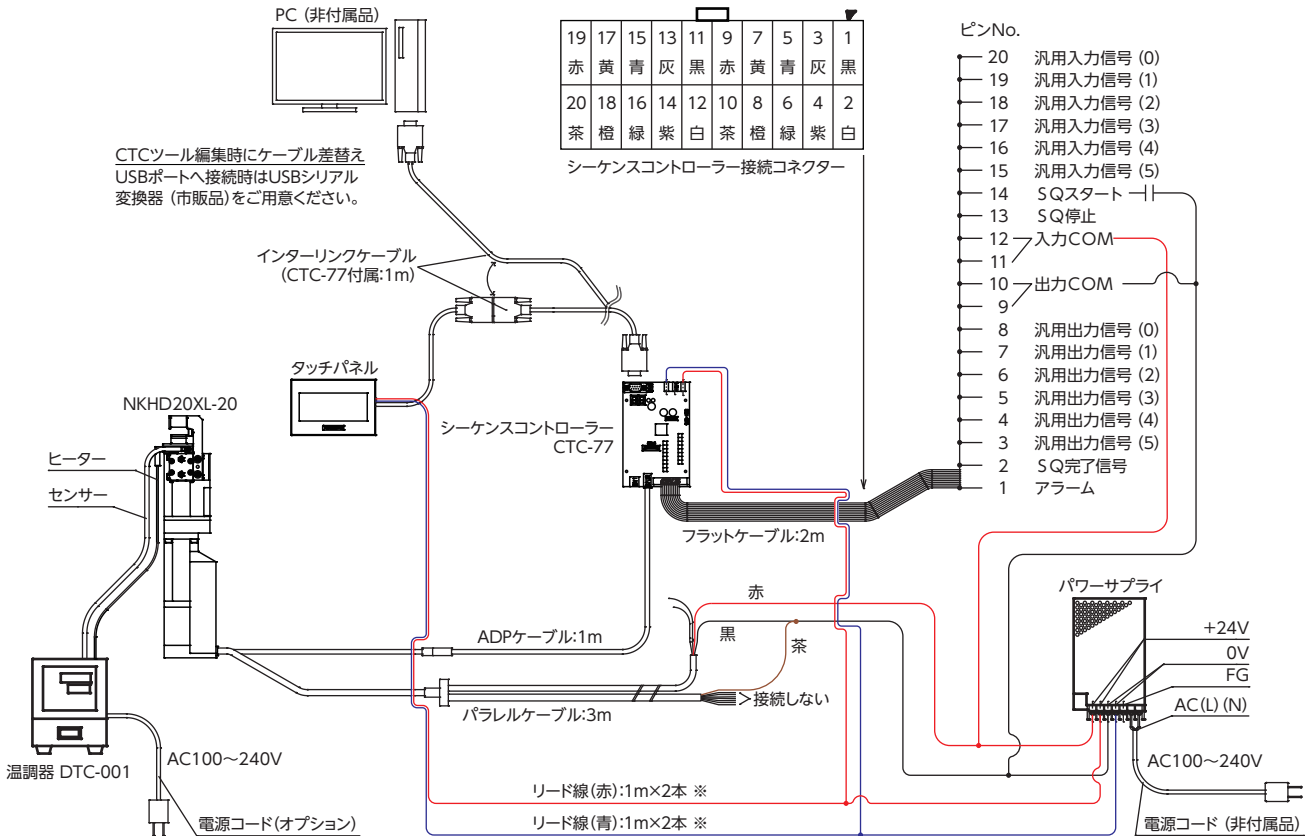 PC (非付属品)
19 17 15 13 11 9 7 5 3 1
赤 黄 青 灰 黒 赤 黄 青 灰 黒
20 18 16 14 12 10 8 6 4 2
茶 橙 緑 紫 白 茶 橙 緑 紫 白
シーケンスコントローラー接続コネクター
ピンNo.
20 汎用入力信号 (0)
19 汎用入力信号 (1)
18 汎用入力信号 (2)
17 汎用入力信号 (3)
16 汎用入力信号 (4)
15 汎用入力信号 (5)
14 SQスタート
13 SQ停止
12 入力COM
11
10 出力COM
9
8 汎用出力信号 (0)
7 汎用出力信号 (1)
6 汎用出力信号 (2)
5 汎用出力信号 (3)
4 汎用出力信号 (4)
3 汎用出力信号 (5)
2 SQ完了信号
1 アラーム
CTCツール編集時にケーブル差替え
USBポートへ接続時はUSBシリアル
変換器 (市販品)をご用意ください。
インターリンクケーブル
(CTC-77付属:1m)
タッチパネル
NKHD20XL-20
シーケンスコントローラー
CTC-77
ヒーター
センサー
フラットケーブル:2m
赤
黒
茶
ADPケーブル:1m
接続しない
パラレルケーブル:3m
パワーサプライ
+24V
0V
FG
AC(L) (N)
AC100~240V
電源コード (非付属品)
温調器 DTC-001
AC100~240V
電源コード(オプション)
リード線(赤):1m×2本 ※
リード線(青):1m×2本 ※